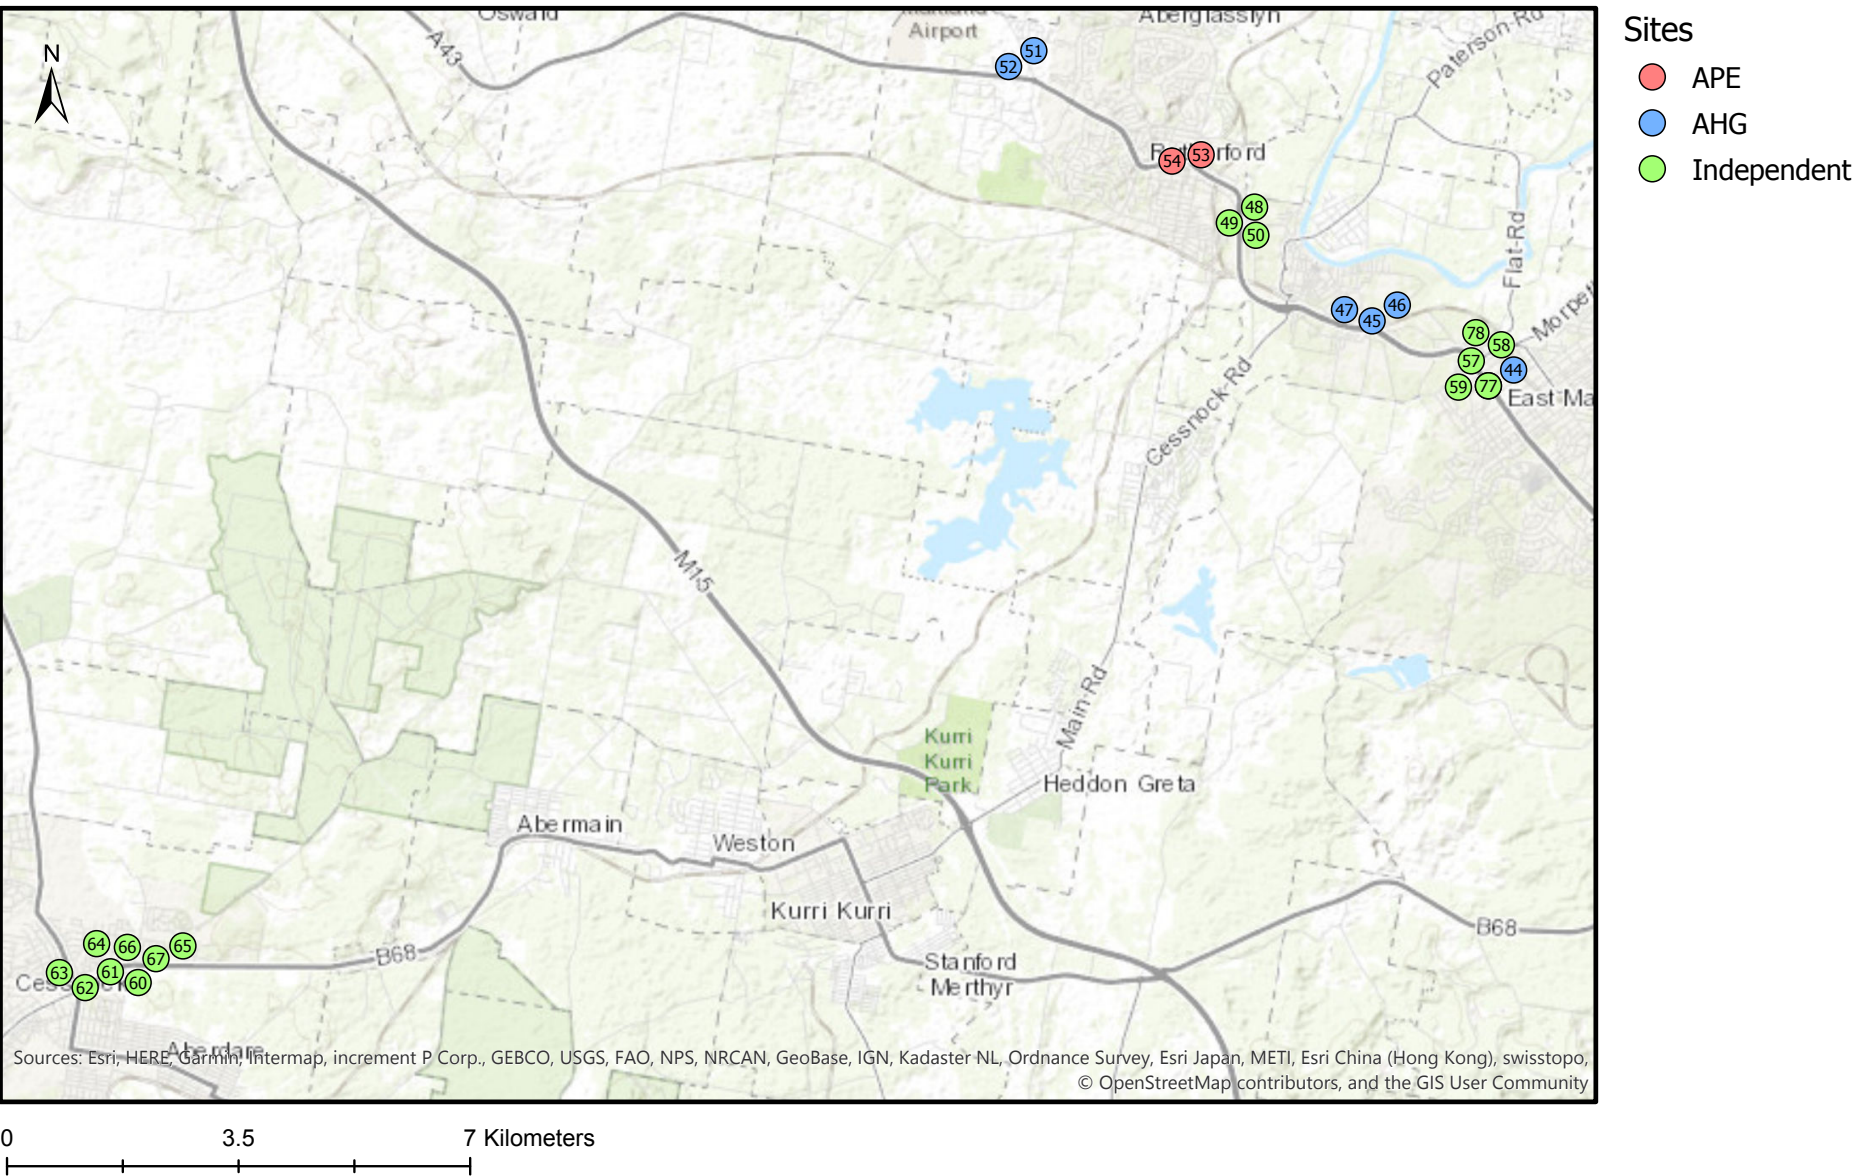 Oswald
Airport
Aberglasslyn
Paterson-Rd
N
A43
51
52
54
53
48
49
50
Flat-Rd
47
46
45
78
58
57
44
59
77
East
Cessnock-Rd
M15
Main-Rd
Kurri
Kurri
Park
Heddon Greta
Abermain
Weston
Kurri Kurri
B68
B68
Stanford
Merthyr
64
66
65
67
63
61
60
62
Aberdare
Sources: Esri, HERE, Garmin, Intermap, increment P Corp., GEBCO, USGS, FAO, NPS, NRCAN, GeoBase, IGN, Kadaster NL, Ordnance Survey, Esri Japan, METI, Esri China (Hong Kong), swisstopo,
© OpenStreetMap contributors, and the GIS User Community
0 3.5 7 Kilometers
Sites
APE
AHG
Independent